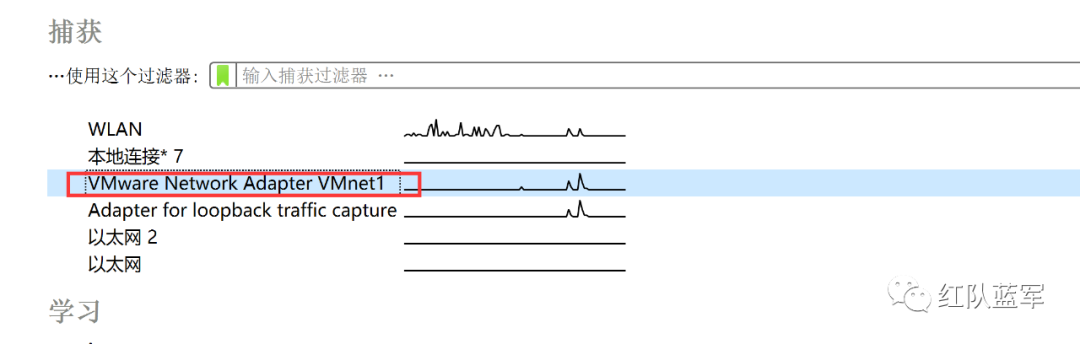 捕获
…使用这个过滤器： 输入捕获过滤器 …
WLAN
本地连接* 7
VMware Network Adapter VMnet1
Adapter for loopback traffic capture
以太网 2
以太网
学习
红队蓝军